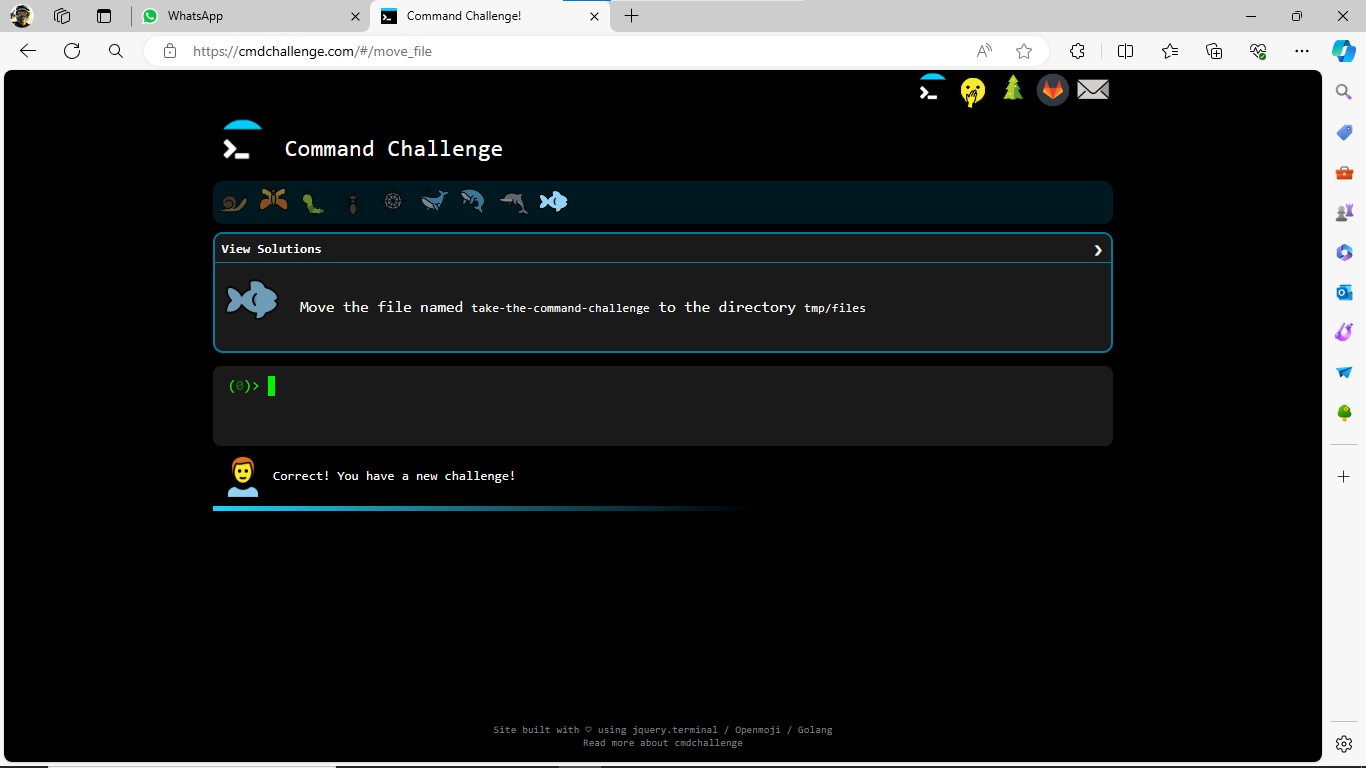 WhatsApp
Command Challenge!
https://cmdchallenge.com/#/move_file
Command Challenge
View Solutions
Move the file named take-the-command-challenge to the directory tmp/files
(0)>
Correct! You have a new challenge!
Site built with ♡ using jquery.terminal / Openmoji / Golang
Read more about cmdchallenge